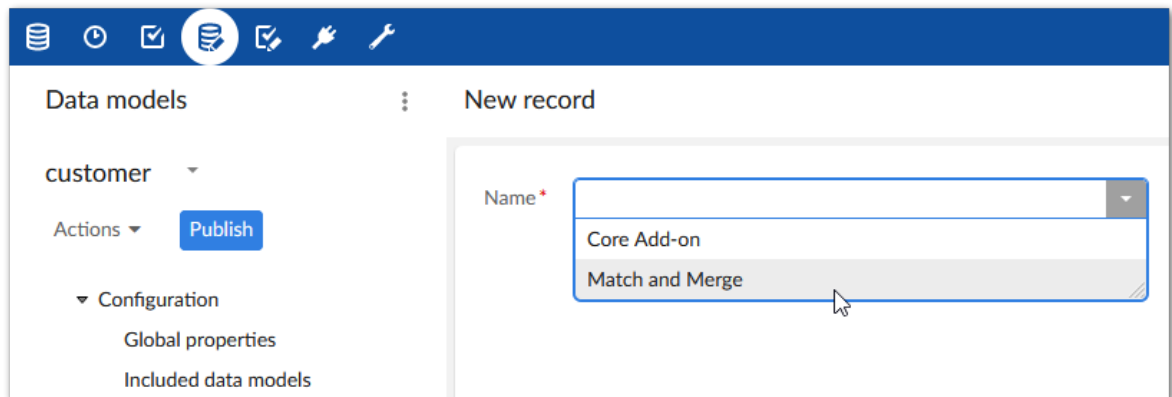 Data models
New record
customer
Name*
Actions
Publish
Core Add-on
Match and Merge
Configuration
Global properties
Included data models